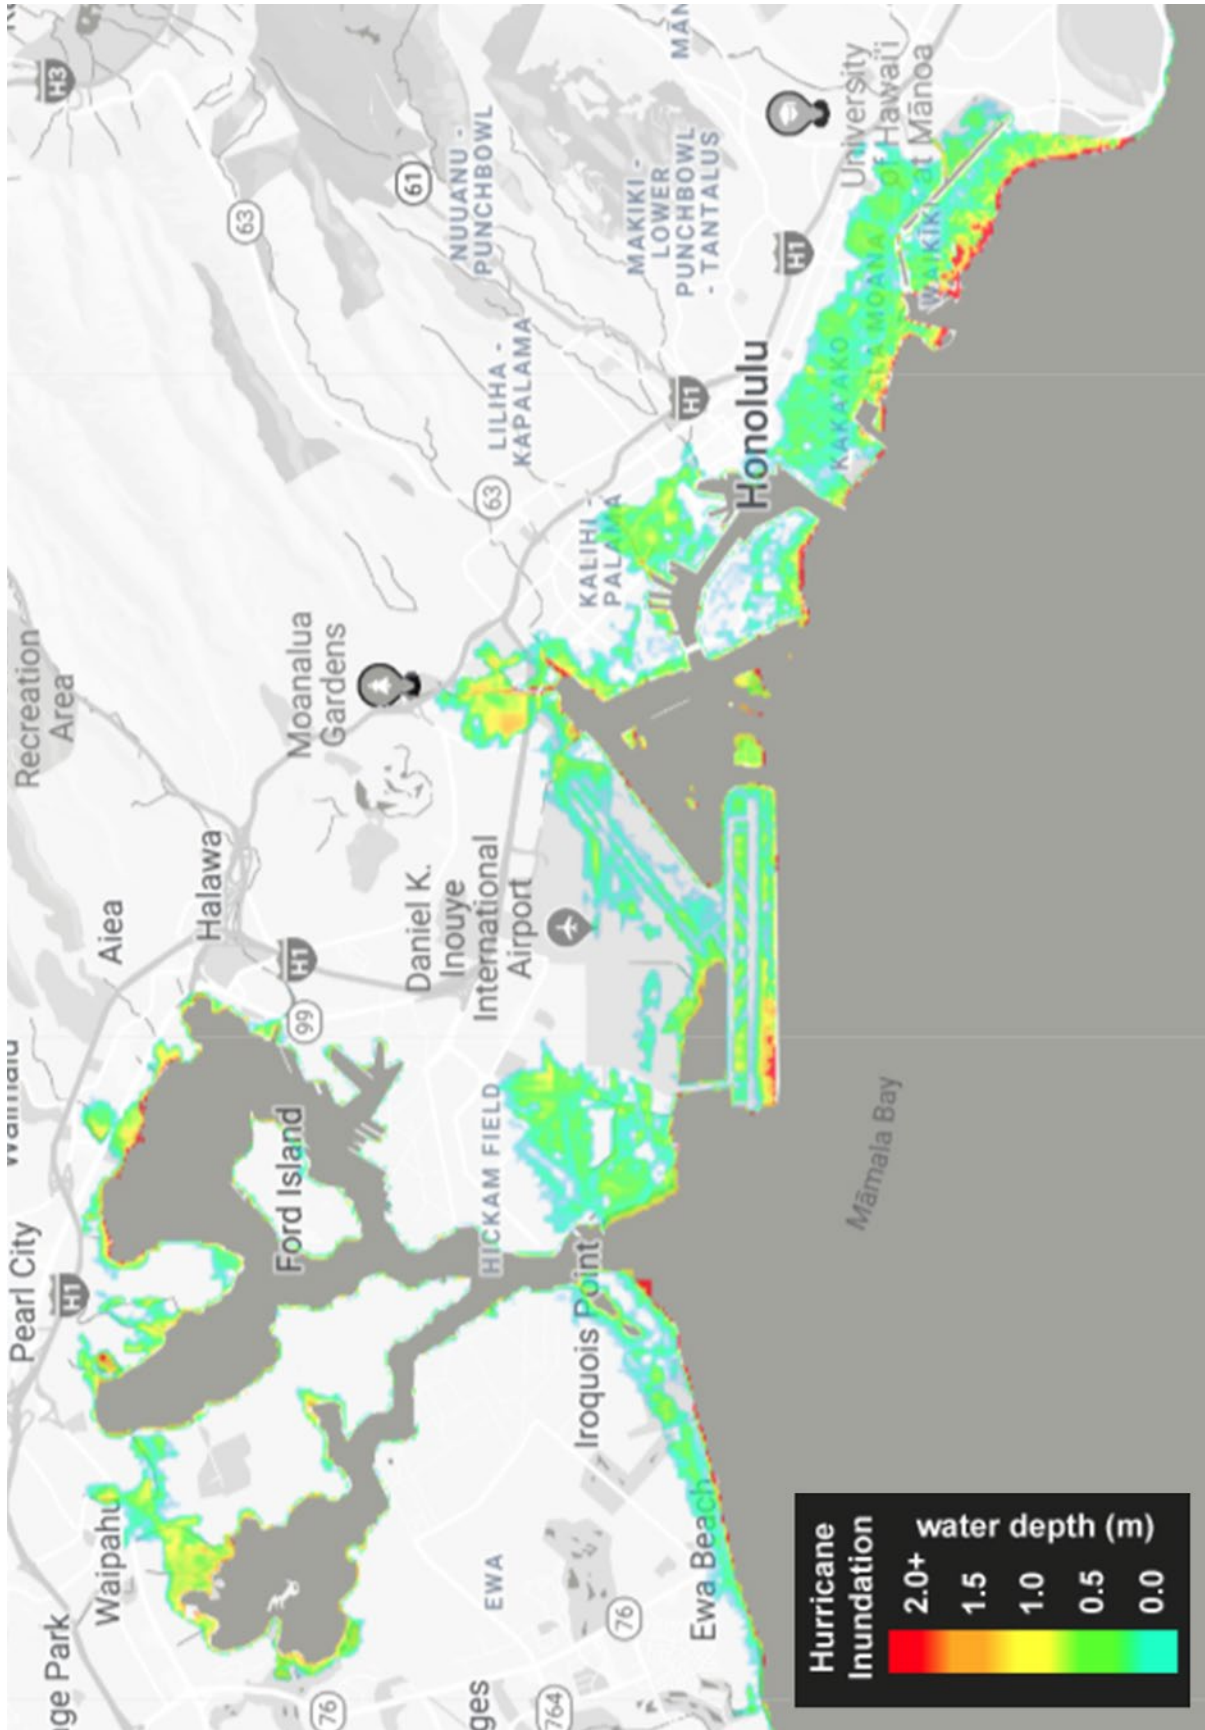 H3
63
61
NUUANU -
PUNCHBOWL
MAKIKI -
LOWER
PUNCHBOWL
- TANTALUS
University
of Hawai'i
at Mānoa
H1
WAIKIKI
ALA MOANA
KAKA'AKO
Honolulu
H1
LILIHA -
KAPALAMA
63
KALIHI -
PALAMA
Moanalua
Gardens
Recreation
Area
Halawa
Aiea
H1
99
Daniel K.
Inouye
International
Airport
HICKAM FIELD
Ford Island
Pearl City
H1
Māmala Bay
Iroquois Point
Waipahu
EWA
Ewa Beach
76
76
764
Hurricane
Inundation
water depth (m)
2.0+
1.5
1.0
0.5
0.0